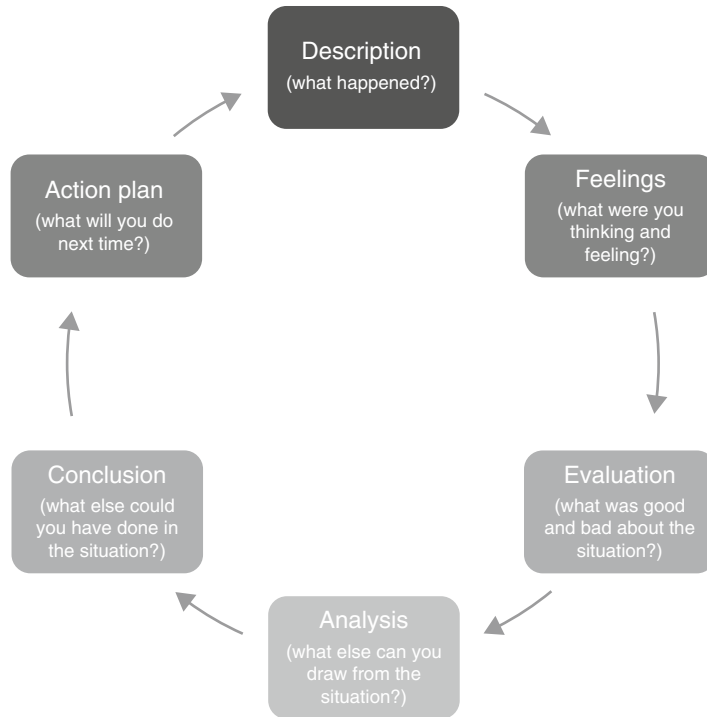 Description
(what happened?)
Feelings
(what were you
thinking and
feeling?)
Evaluation
(what was good
and bad about the
situation?)
Analysis
(what else can you
draw from the
situation?)
Conclusion
(what else could
you have done in
the situation?)
Action plan
(what will you do
next time?)